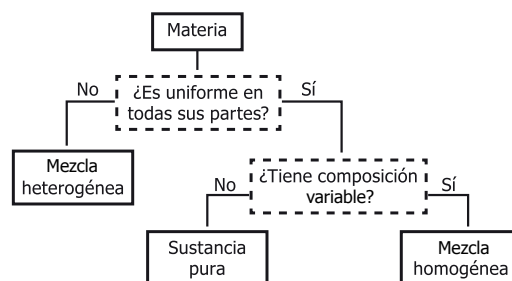 Materia
No
¿Es uniforme en
todas sus partes?
Sí
Mezcla
heterogénea
No
¿Tiene composición
variable?
Sí
Sustancia
pura
Mezcla
homogénea